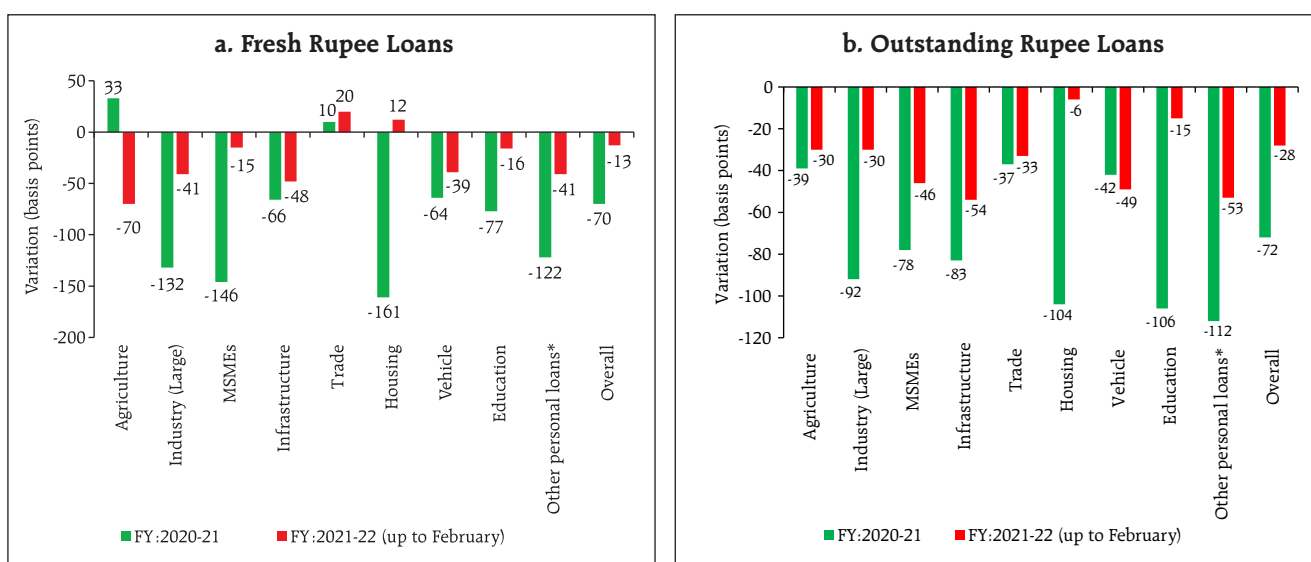 a. Fresh Rupee Loans
Variation (basis points)
50
0
-50
-100
-150
-200
33
-70
-132
-41
-146
-15
-66
-48
10
20
-161
12
-64
-39
-77
-16
-122
-41
-70
-13
Agriculture
Industry (Large)
MSMEs
Infrastructure
Trade
Housing
Vehicle
Education
Other personal loans*
Overall
FY:2020-21
FY:2021-22 (up to February)
b. Outstanding Rupee Loans
Variation (basis points)
0
-20
-40
-60
-80
-100
-120
-39
-30
-92
-30
-78
-46
-83
-54
-37
-33
-104
-6
-42
-49
-106
-15
-112
-53
-72
-28
Agriculture
Industry (Large)
MSMEs
Infrastructure
Trade
Housing
Vehicle
Education
Other personal loans*
Overall
FY:2020-21
FY:2021-22 (up to February)